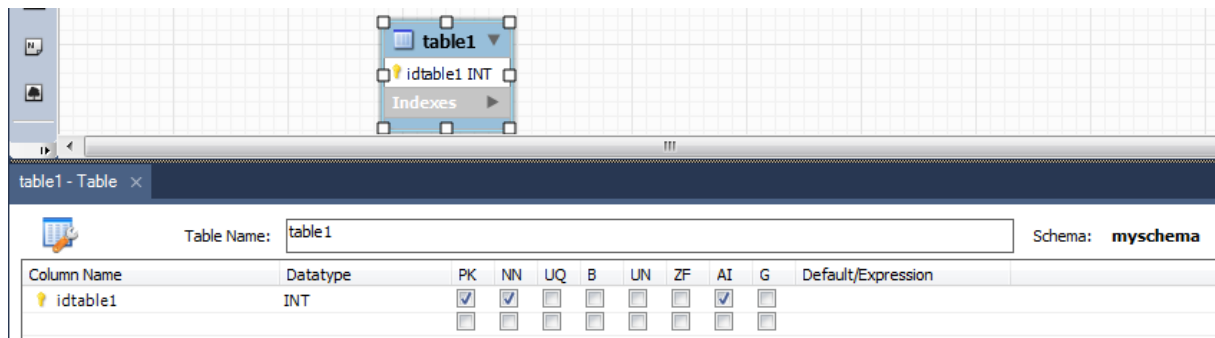 N
table1
idtable1 INT
Indexes
table1 - Table
Table Name: table1 Schema: myschema
Column Name Datatype PK NN UQ B UN ZF AI G Default/Expression
idtable1 INT